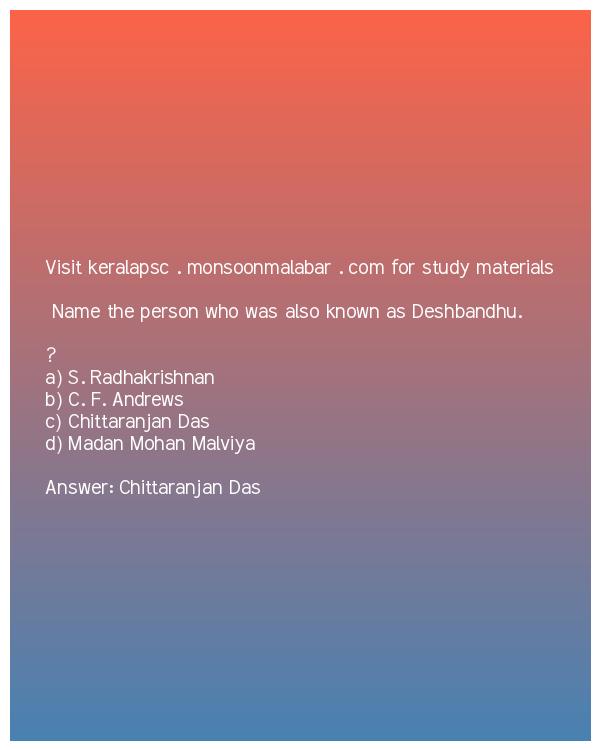 Visit keralapsc . monsoonmalabar . com for study materials
Name the person who was also known as Deshbandhu.
?
a) S. Radhakrishnan
b) C. F. Andrews
c) Chittaranjan Das
d) Madan Mohan Malviya
Answer: Chittaranjan Das